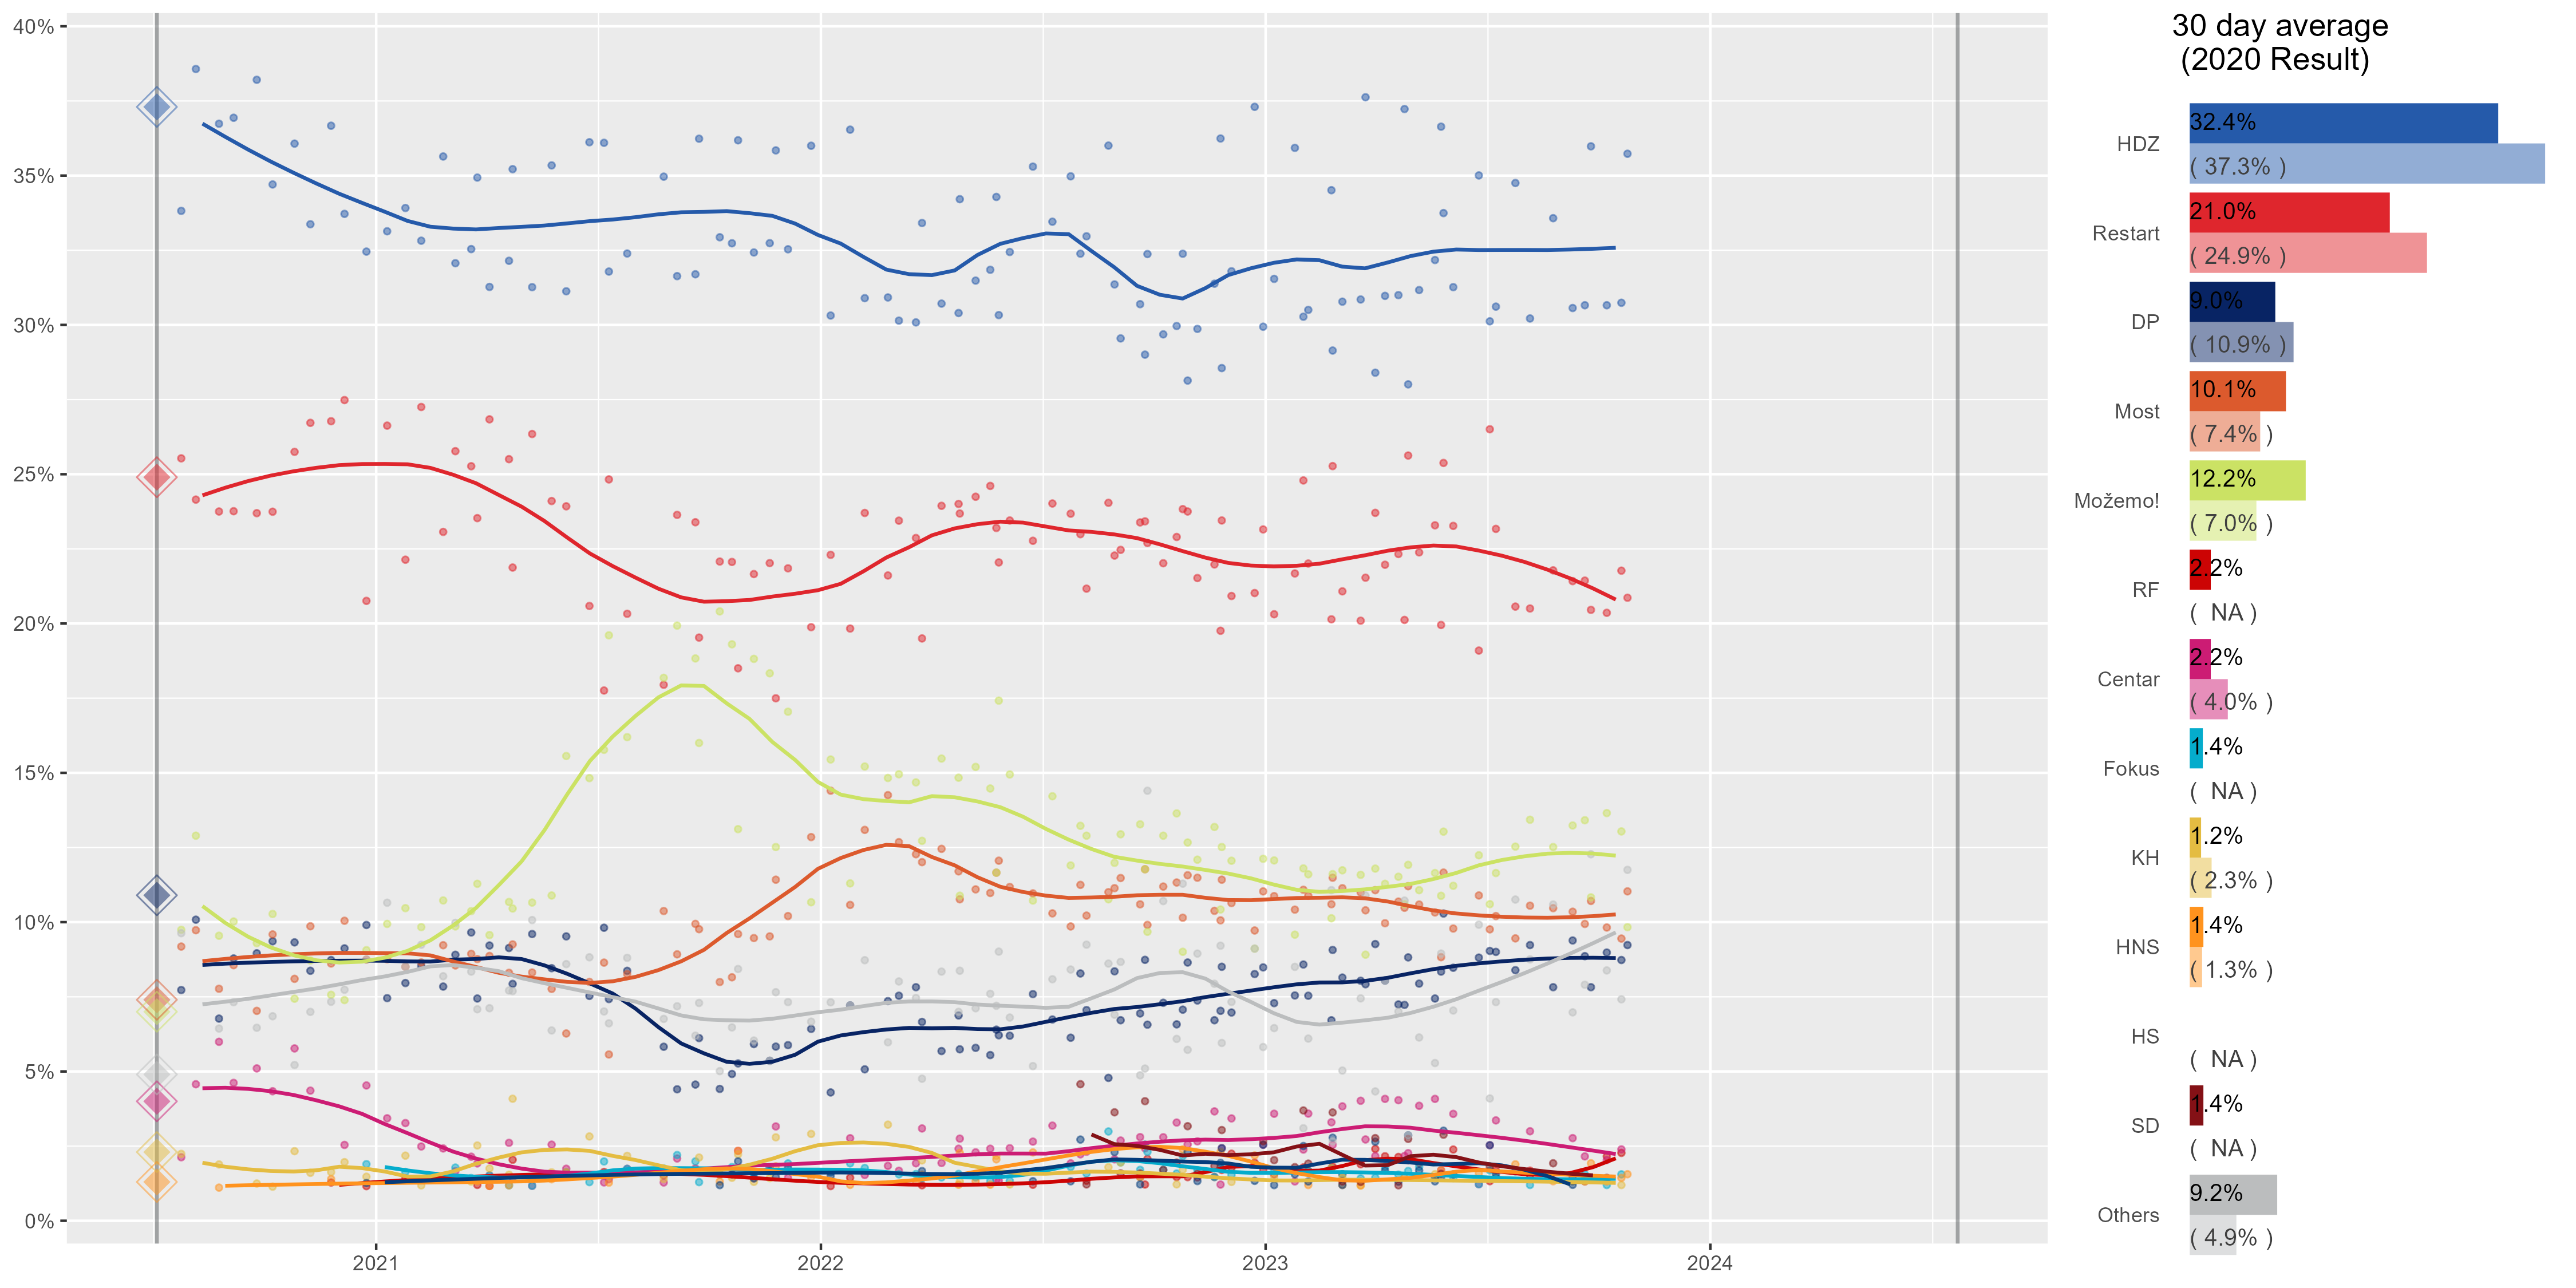 40%
35%
30%
25%
20%
15%
10%
5%
0%
2021
2022
2023
2024
30 day average
(2020 Result)
HDZ
32.4%
( 37.3% )
Restart
21.0%
( 24.9% )
DP
9.0%
( 10.9% )
Most
10.1%
( 7.4% )
Možemo!
12.2%
( 7.0% )
RF
2.2%
( NA )
Centar
2.2%
( 4.0% )
Fokus
1.4%
( NA )
KH
1.2%
( 2.3% )
HNS
1.4%
( 1.3% )
HS
( NA )
SD
1.4%
( NA )
Others
9.2%
( 4.9% )